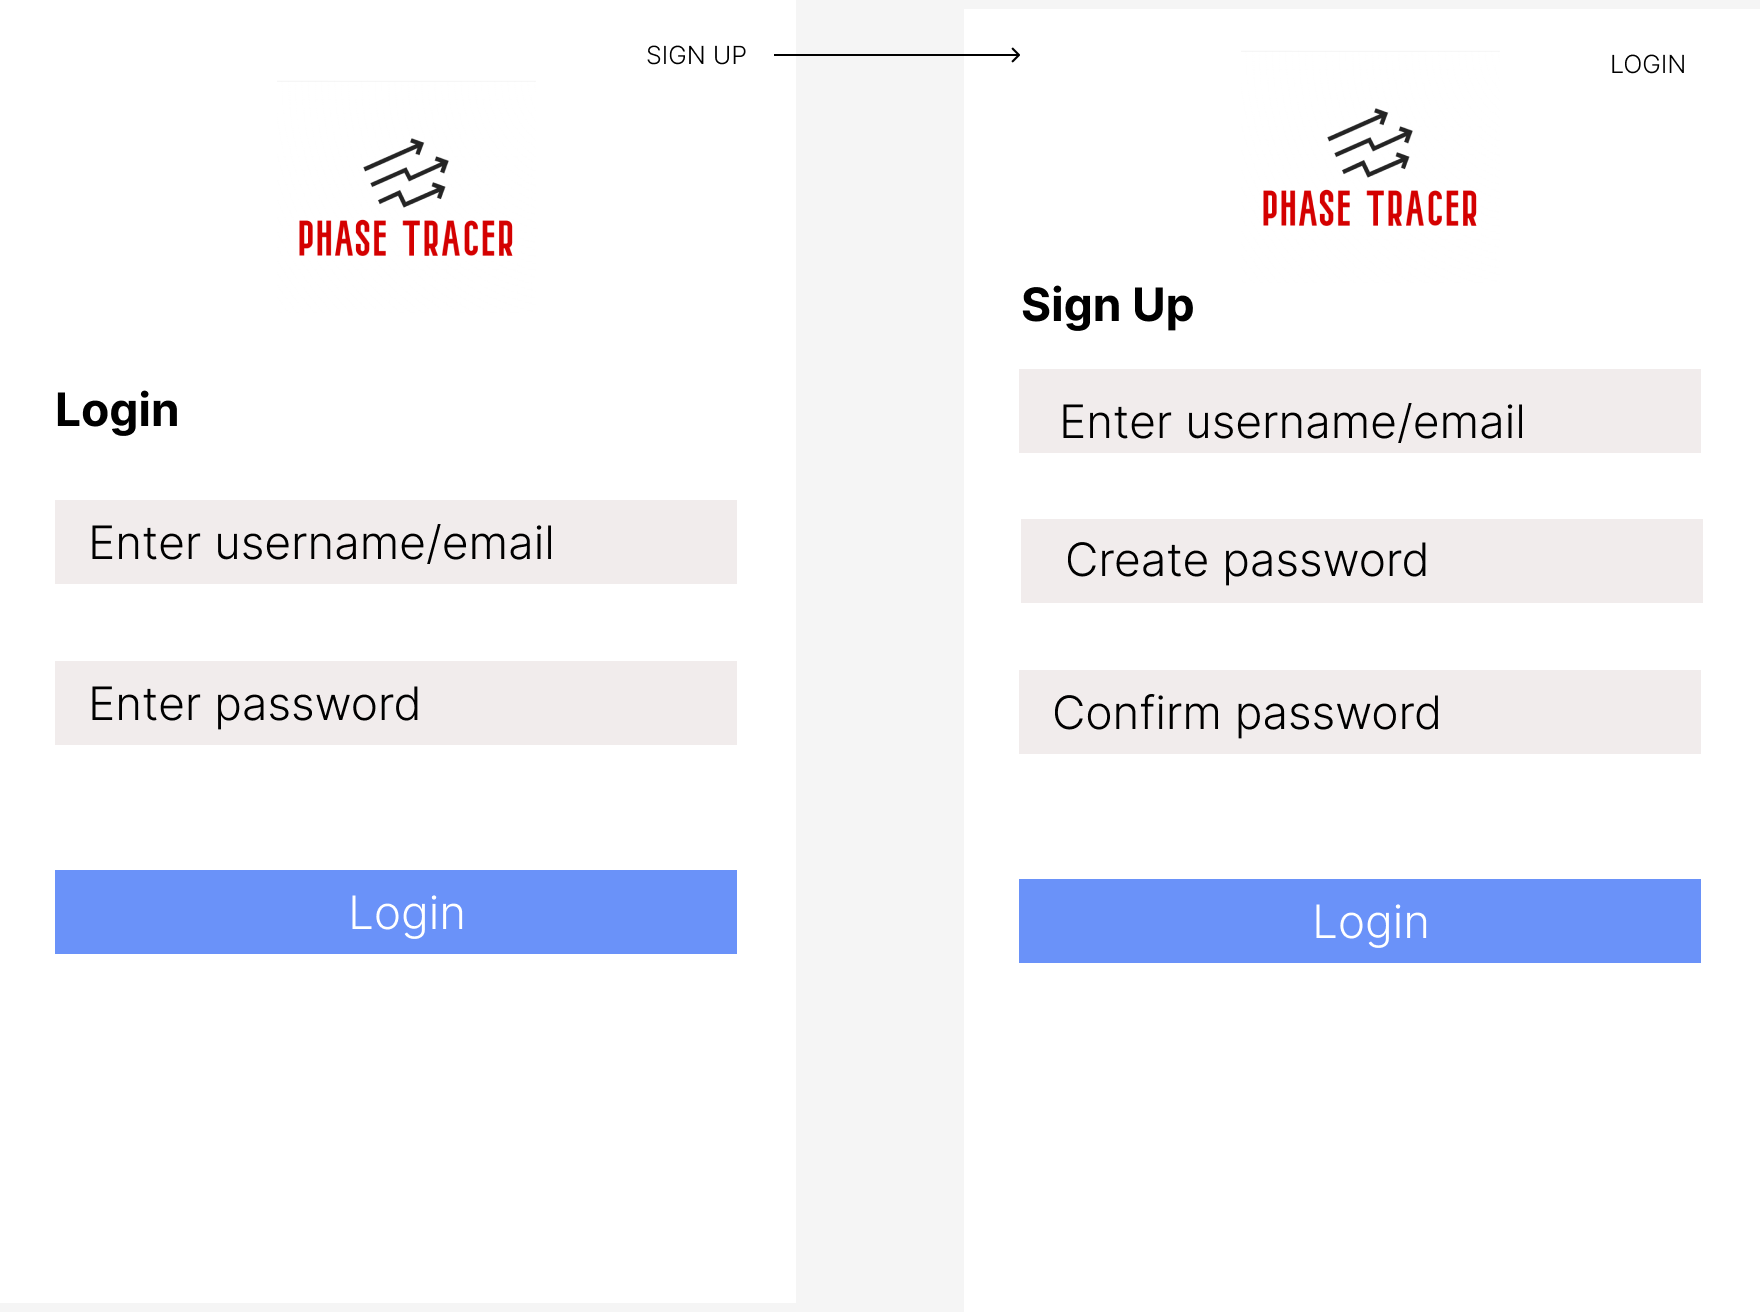 SIGN UP
PHASE TRACER
Login
Enter username/email
Enter password
Login
LOGIN
PHASE TRACER
Sign Up
Enter username/email
Create password
Confirm password
Login